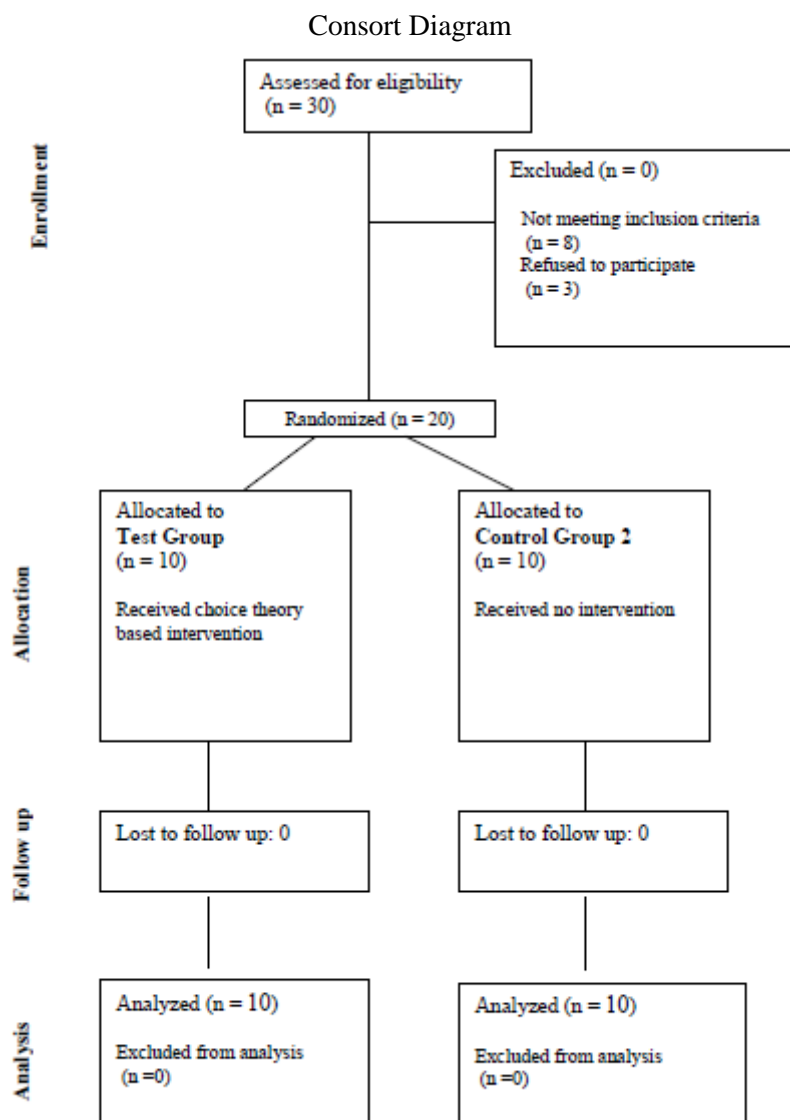 Consort Diagram
Assessed for eligibility
(n = 30)
Enrollment
Excluded (n = 0)
Not meeting inclusion criteria
(n = 8)
Refused to participate
(n = 3)
Randomized (n = 20)
Allocation
Allocated to
Test Group
(n = 10)
Received choice theory
based intervention
Allocated to
Control Group 2
(n = 10)
Received no intervention
Follow up
Lost to follow up: 0
Lost to follow up: 0
Analysis
Analyzed (n = 10)
Excluded from analysis
(n =0)
Analyzed (n = 10)
Excluded from analysis
(n =0)